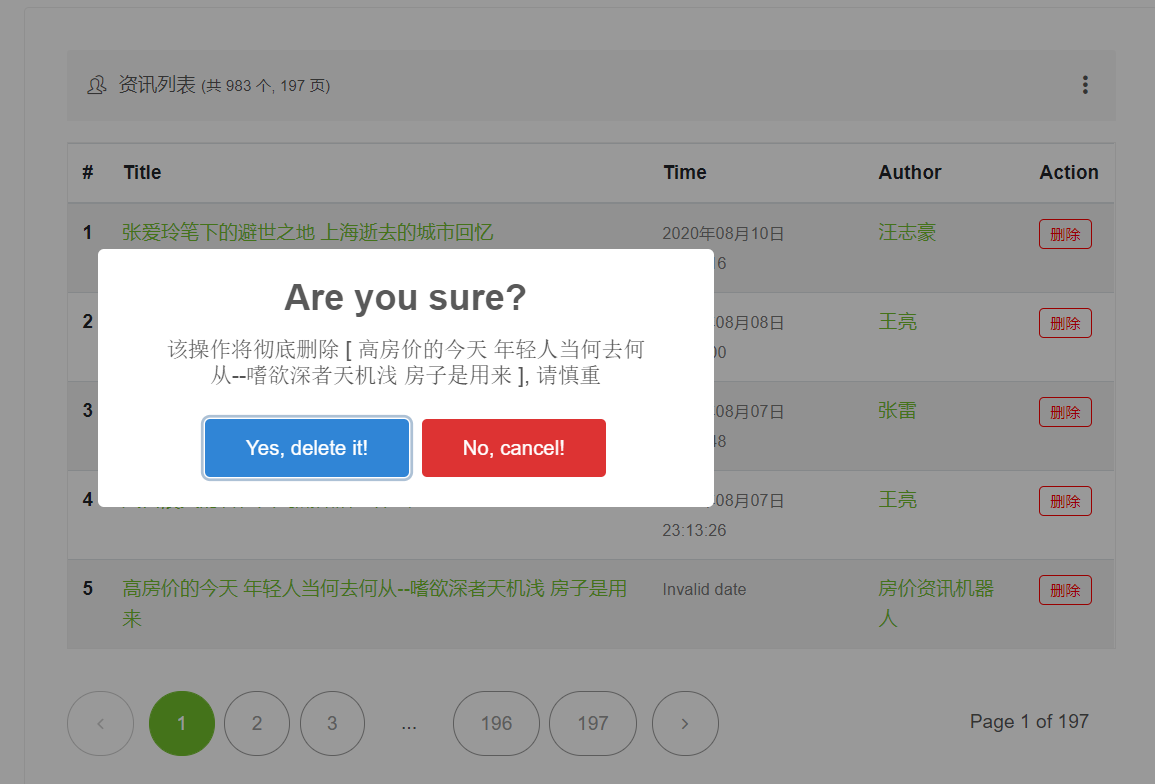 资讯列表 (共 983 个, 197 页)
# Title Time Author Action
1 张爱玲笔下的避世之地 上海逝去的城市回忆 2020年08月10日 汪志豪 删除
16
Are you sure?
该操作将彻底删除 [ 高房价的今天 年轻人当何去何
从--嗜欲深者天机浅 房子是用来 ], 请慎重
Yes, delete it! No, cancel!
2 08月08日 王亮 删除
00
3 08月07日 张雷 删除
48
4 08月07日 王亮 删除
23:13:26
5 高房价的今天 年轻人当何去何从--嗜欲深者天机浅 房子是用 Invalid date 房价资讯机器 删除
来 人
‹ 1 2 3 ... 196 197 › Page 1 of 197